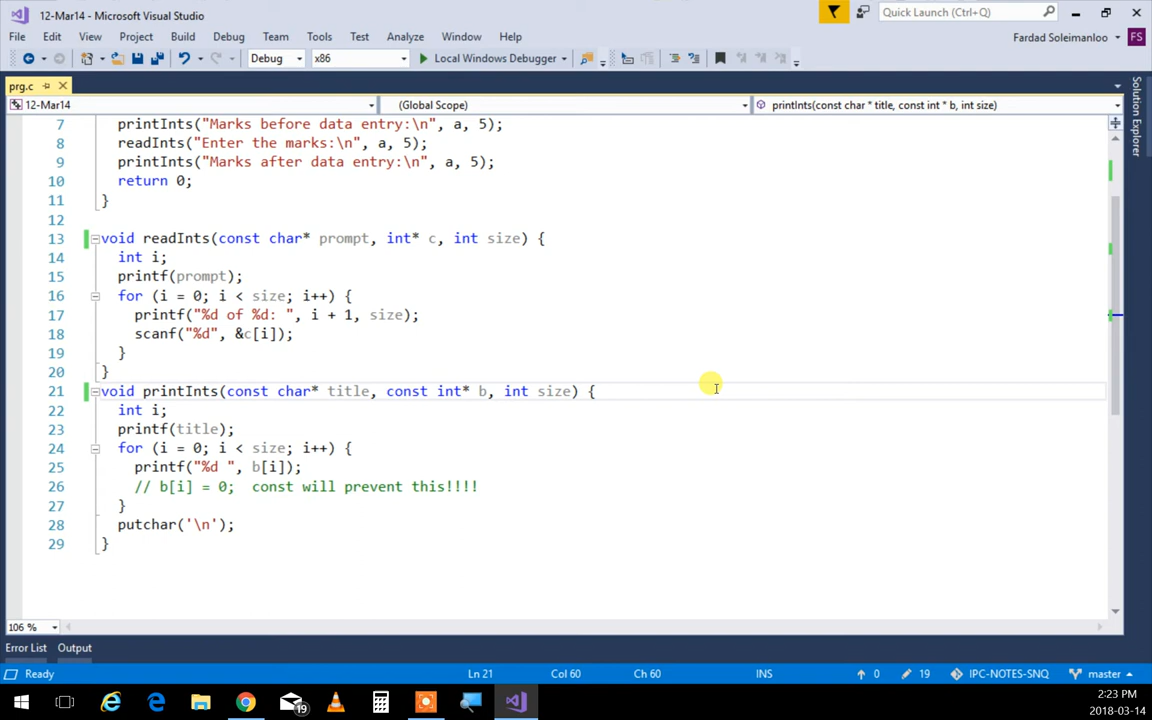 12-Mar14 - Microsoft Visual Studio
Quick Launch (Ctrl+Q)
File Edit View Project Build Debug Team Tools Test Analyze Window Help
Fardad Soleimanloo FS
Debug x86 Local Windows Debugger
prg.c
12-Mar14 (Global Scope) printInts(const char * title, const int * b, int size)
Solution Explorer
7 printInts("Marks before data entry:\n", a, 5);
8 readInts("Enter the marks:\n", a, 5);
9 printInts("Marks after data entry:\n", a, 5);
10 return 0;
11 }
12
13 void readInts(const char* prompt, int* c, int size) {
14 int i;
15 printf(prompt);
16 for (i = 0; i < size; i++) {
17 printf("%d of %d: ", i + 1, size);
18 scanf("%d", &c[i]);
19 }
20 }
21 void printInts(const char* title, const int* b, int size) {
22 int i;
23 printf(title);
24 for (i = 0; i < size; i++) {
25 printf("%d ", b[i]);
26 // b[i] = 0;  const will prevent this!!!!
27 }
28 putchar('\n');
29 }
106 %
Error List Output
Ready Ln 21 Col 60 Ch 60 INS 0 19 IPC-NOTES-SNQ master
19
2:23 PM
2018-03-14